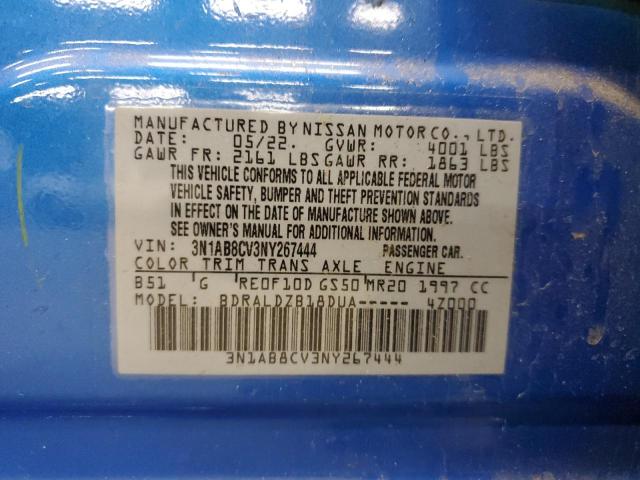 MANUFACTURED BY NISSAN MOTOR CO., LTD.
DATE: 05/22. GVWR: 4001 LBS
GAWR FR: 2161 LBS GAWR RR: 1863 LBS
THIS VEHICLE CONFORMS TO ALL APPLICABLE FEDERAL MOTOR
VEHICLE SAFETY, BUMPER AND THEFT PREVENTION STANDARDS
IN EFFECT ON THE DATE OF MANUFACTURE SHOWN ABOVE.
SEE OWNER'S MANUAL FOR ADDITIONAL INFORMATION.
VIN: 3N1AB8CV3NY267444 PASSENGER CAR.
COLOR TRIM TRANS AXLE ENGINE
B51 G RE0F10D GS50 MR20 1997 CC
MODEL: BDRALDZB18DUA----- 4Z000
3N1AB8CV3NY267444